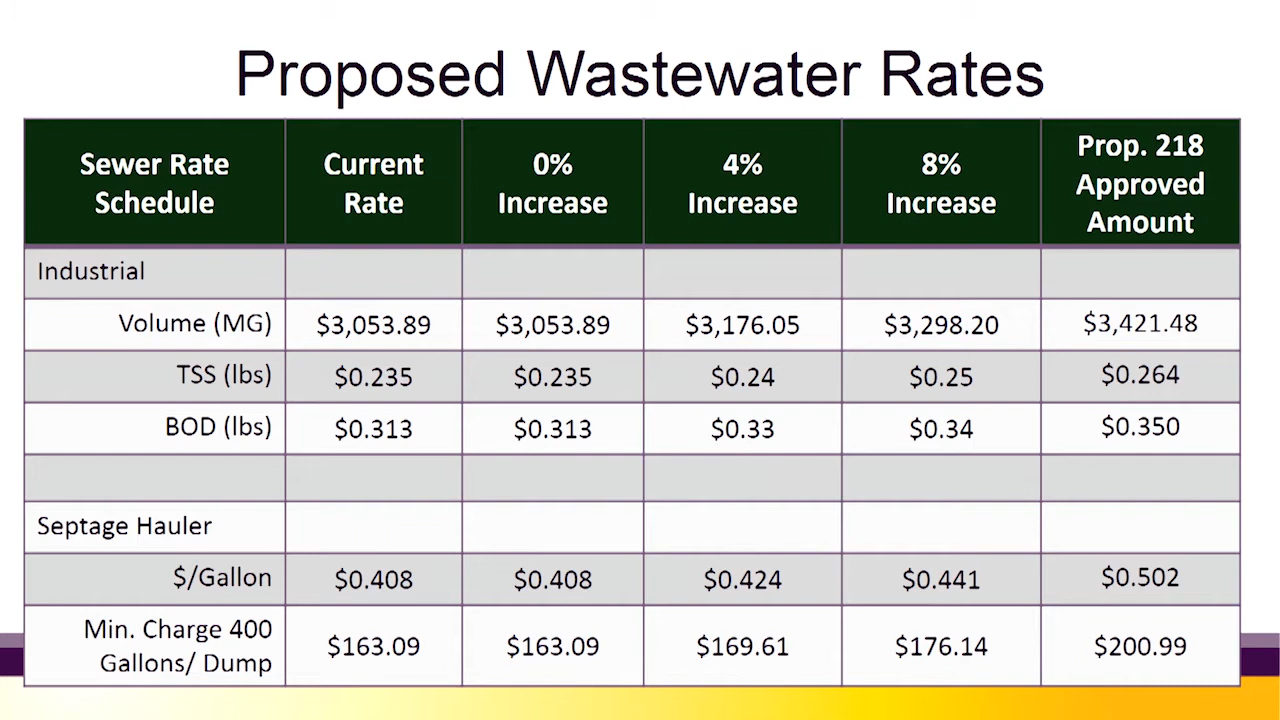 Proposed Wastewater Rates
Sewer Rate Schedule Current Rate 0% Increase 4% Increase 8% Increase Prop. 218 Approved Amount
Industrial
Volume (MG) $3,053.89 $3,053.89 $3,176.05 $3,298.20 $3,421.48
TSS (lbs) $0.235 $0.235 $0.24 $0.25 $0.264
BOD (lbs) $0.313 $0.313 $0.33 $0.34 $0.350
Septage Hauler
$/Gallon $0.408 $0.408 $0.424 $0.441 $0.502
Min. Charge 400 Gallons/ Dump $163.09 $163.09 $169.61 $176.14 $200.99